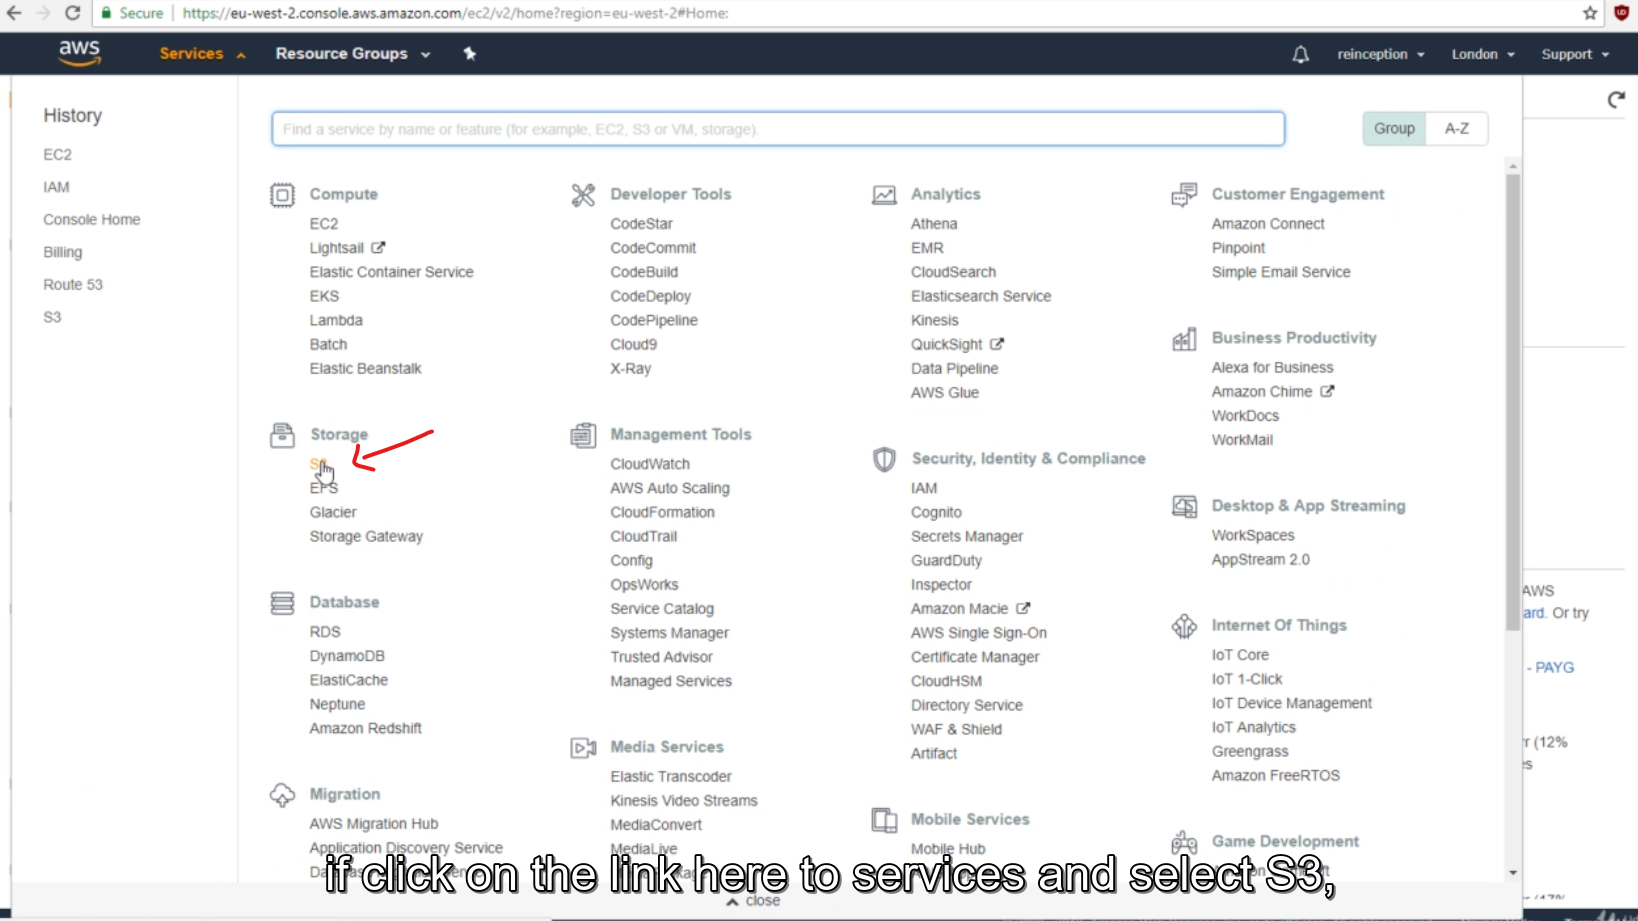 Secure https://eu-west-2.console.aws.amazon.com/ec2/v2/home?region=eu-west-2#Home:
aws Services Resource Groups reinception London Support
History
EC2
IAM
Console Home
Billing
Route 53
S3
Find a service by name or feature (for example, EC2, S3 or VM, storage).
Group A-Z
Compute
EC2
Lightsail
Elastic Container Service
EKS
Lambda
Batch
Elastic Beanstalk
Storage
EFS
Glacier
Storage Gateway
Database
RDS
DynamoDB
ElastiCache
Neptune
Amazon Redshift
Migration
AWS Migration Hub
Application Discovery Service
Developer Tools
CodeStar
CodeCommit
CodeBuild
CodeDeploy
CodePipeline
Cloud9
X-Ray
Management Tools
CloudWatch
AWS Auto Scaling
CloudFormation
CloudTrail
Config
OpsWorks
Service Catalog
Systems Manager
Trusted Advisor
Managed Services
Media Services
Elastic Transcoder
Kinesis Video Streams
MediaConvert
MediaLive
Analytics
Athena
EMR
CloudSearch
Elasticsearch Service
Kinesis
QuickSight
Data Pipeline
AWS Glue
Security, Identity & Compliance
IAM
Cognito
Secrets Manager
GuardDuty
Inspector
Amazon Macie
AWS Single Sign-On
Certificate Manager
CloudHSM
Directory Service
WAF & Shield
Artifact
Mobile Services
Mobile Hub
Customer Engagement
Amazon Connect
Pinpoint
Simple Email Service
Business Productivity
Alexa for Business
Amazon Chime
WorkDocs
WorkMail
Desktop & App Streaming
WorkSpaces
AppStream 2.0
Internet Of Things
IoT Core
IoT 1-Click
IoT Device Management
IoT Analytics
Greengrass
Amazon FreeRTOS
Game Development
AWS
ard. Or try
- PAYG
(12%
if click on the link here to services and select S3,
close